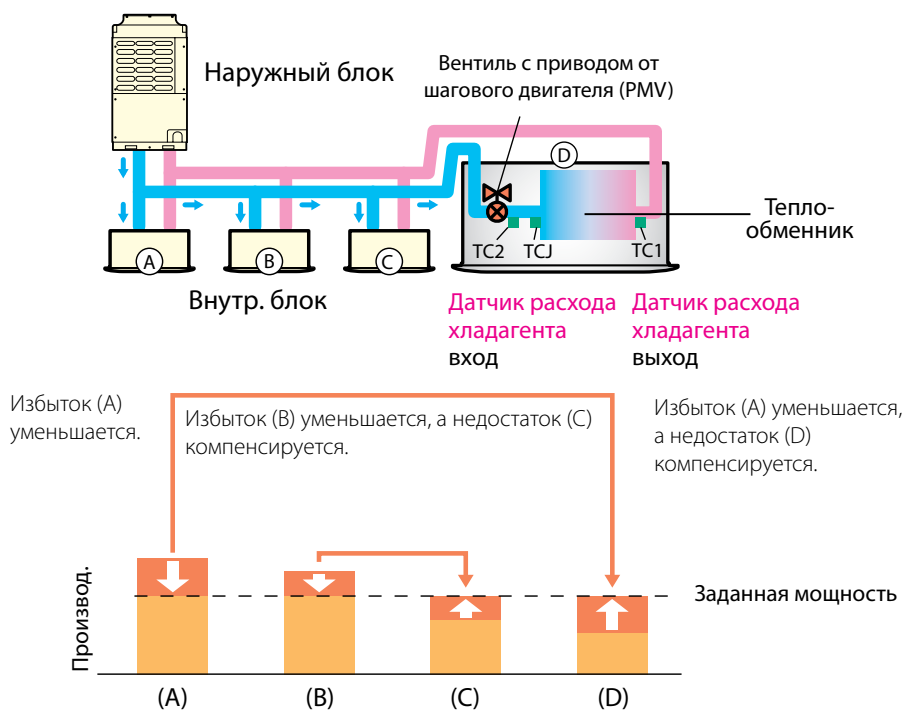 Наружный блок
Вентиль с приводом от
шагового двигателя (PMV)
D
Тепло-
обменник
TC2
TCJ
TC1
A
B
C
Внутр. блок
Датчик расхода
хладагента
вход
Датчик расхода
хладагента
выход
Избыток (A)
уменьшается.
Избыток (B) уменьшается, а недостаток (C)
компенсируется.
Избыток (A) уменьшается,
а недостаток (D)
компенсируется.
Производ.
Заданная мощность
(A)
(B)
(C)
(D)